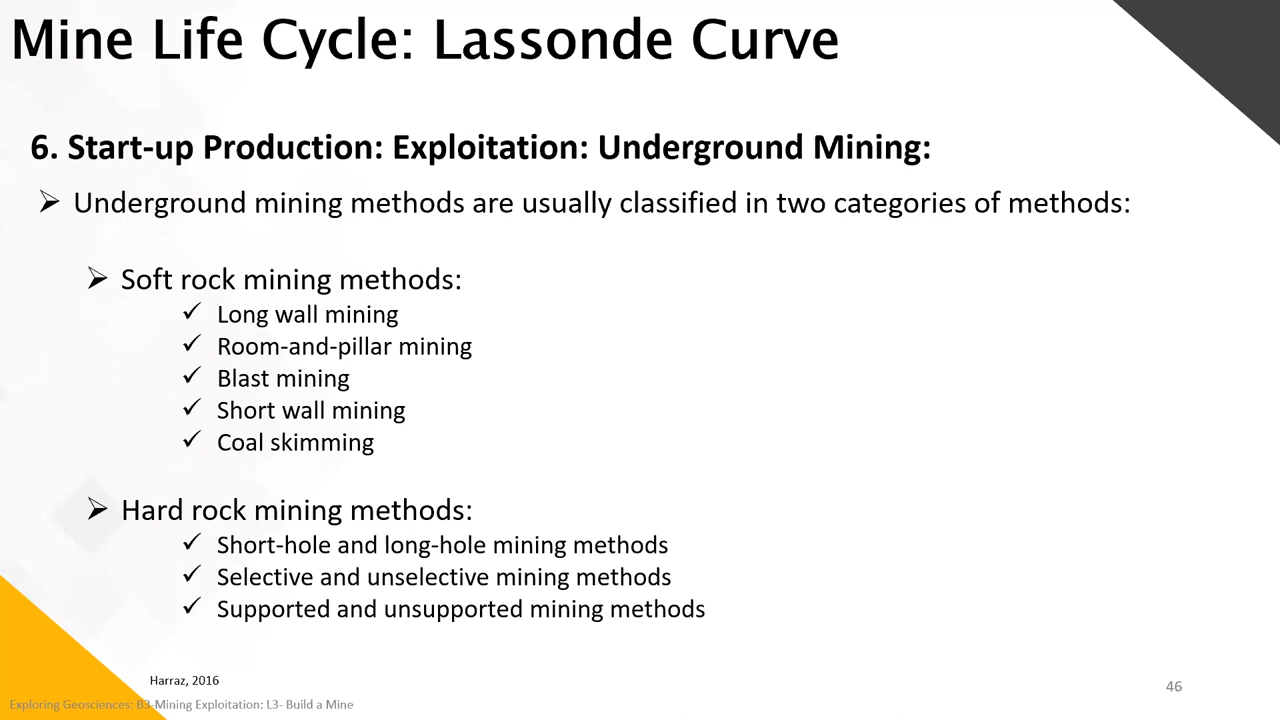 Mine Life Cycle: Lassonde Curve
6. Start-up Production: Exploitation: Underground Mining:
➢ Underground mining methods are usually classified in two categories of methods:
➢ Soft rock mining methods:
✓ Long wall mining
✓ Room-and-pillar mining
✓ Blast mining
✓ Short wall mining
✓ Coal skimming
➢ Hard rock mining methods:
✓ Short-hole and long-hole mining methods
✓ Selective and unselective mining methods
✓ Supported and unsupported mining methods
Harraz, 2016
46
Exploring Geosciences: B3-Mining Exploitation: L3- Build a Mine